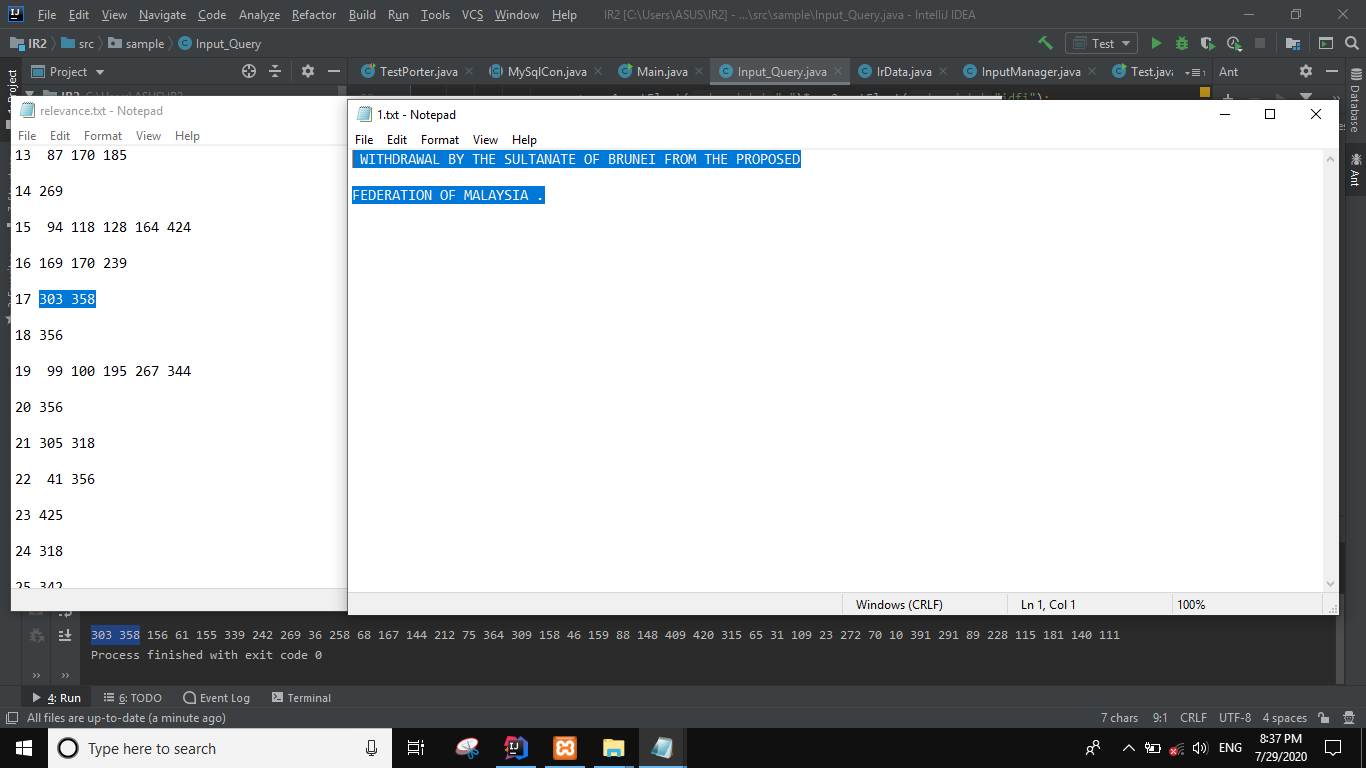 File Edit View Navigate Code Analyze Refactor Build Run Tools VCS Window Help IR2 [C:\Users\ASUS\IR2] - ...\src\sample\Input_Query.java - IntelliJ IDEA
IR2 src sample Input_Query Test
Project TestPorter.java MySqlCon.java Main.java Input_Query.java IrData.java InputManager.java Test.java Ant
Project
Database
Ant
relevance.txt - Notepad
File Edit Format View Help
13 87 170 185
14 269
15 94 118 128 164 424
16 169 170 239
17 303 358
18 356
19 99 100 195 267 344
20 356
21 305 318
22 41 356
23 425
24 318
25 342
1.txt - Notepad
File Edit Format View Help
WITHDRAWAL BY THE SULTANATE OF BRUNEI FROM THE PROPOSED
FEDERATION OF MALAYSIA .
Windows (CRLF) Ln 1, Col 1 100%
303 358 156 61 155 339 242 269 36 258 68 167 144 212 75 364 309 158 46 159 88 148 409 420 315 65 31 109 23 272 70 10 391 291 89 228 115 181 140 111
Process finished with exit code 0
4: Run 6: TODO Event Log Terminal
All files are up-to-date (a minute ago) 7 chars 9:1 CRLF UTF-8 4 spaces
Type here to search ENG 8:37 PM
7/29/2020